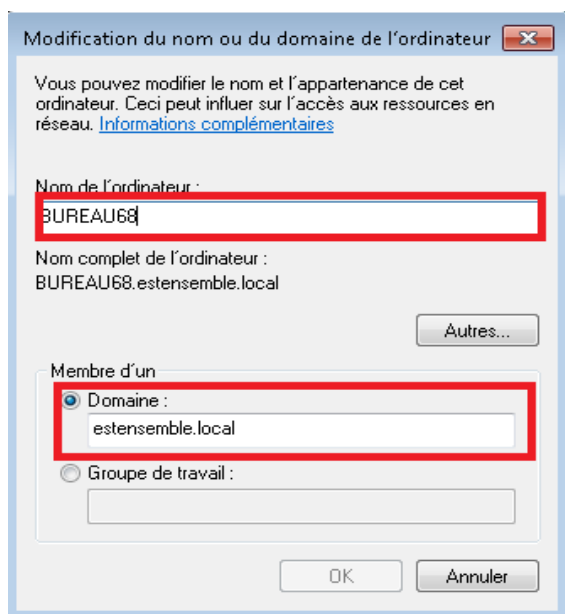 Modification du nom ou du domaine de l'ordinateur
Vous pouvez modifier le nom et l'appartenance de cet
ordinateur. Ceci peut influer sur l'accès aux ressources en
réseau. Informations complémentaires
Nom de l'ordinateur :
BUREAU68
Nom complet de l'ordinateur :
BUREAU68.estensemble.local
Autres...
Membre d'un
Domaine :
estensemble.local
Groupe de travail :
OK
Annuler